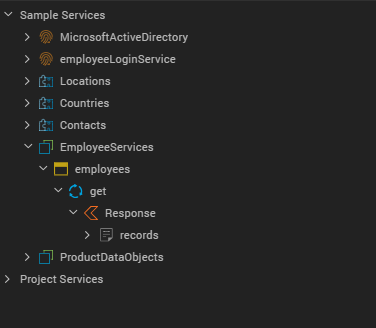 Sample Services
MicrosoftActiveDirectory
employeeLoginService
Locations
Countries
Contacts
EmployeeServices
employees
get
Response
records
ProductDataObjects
Project Services